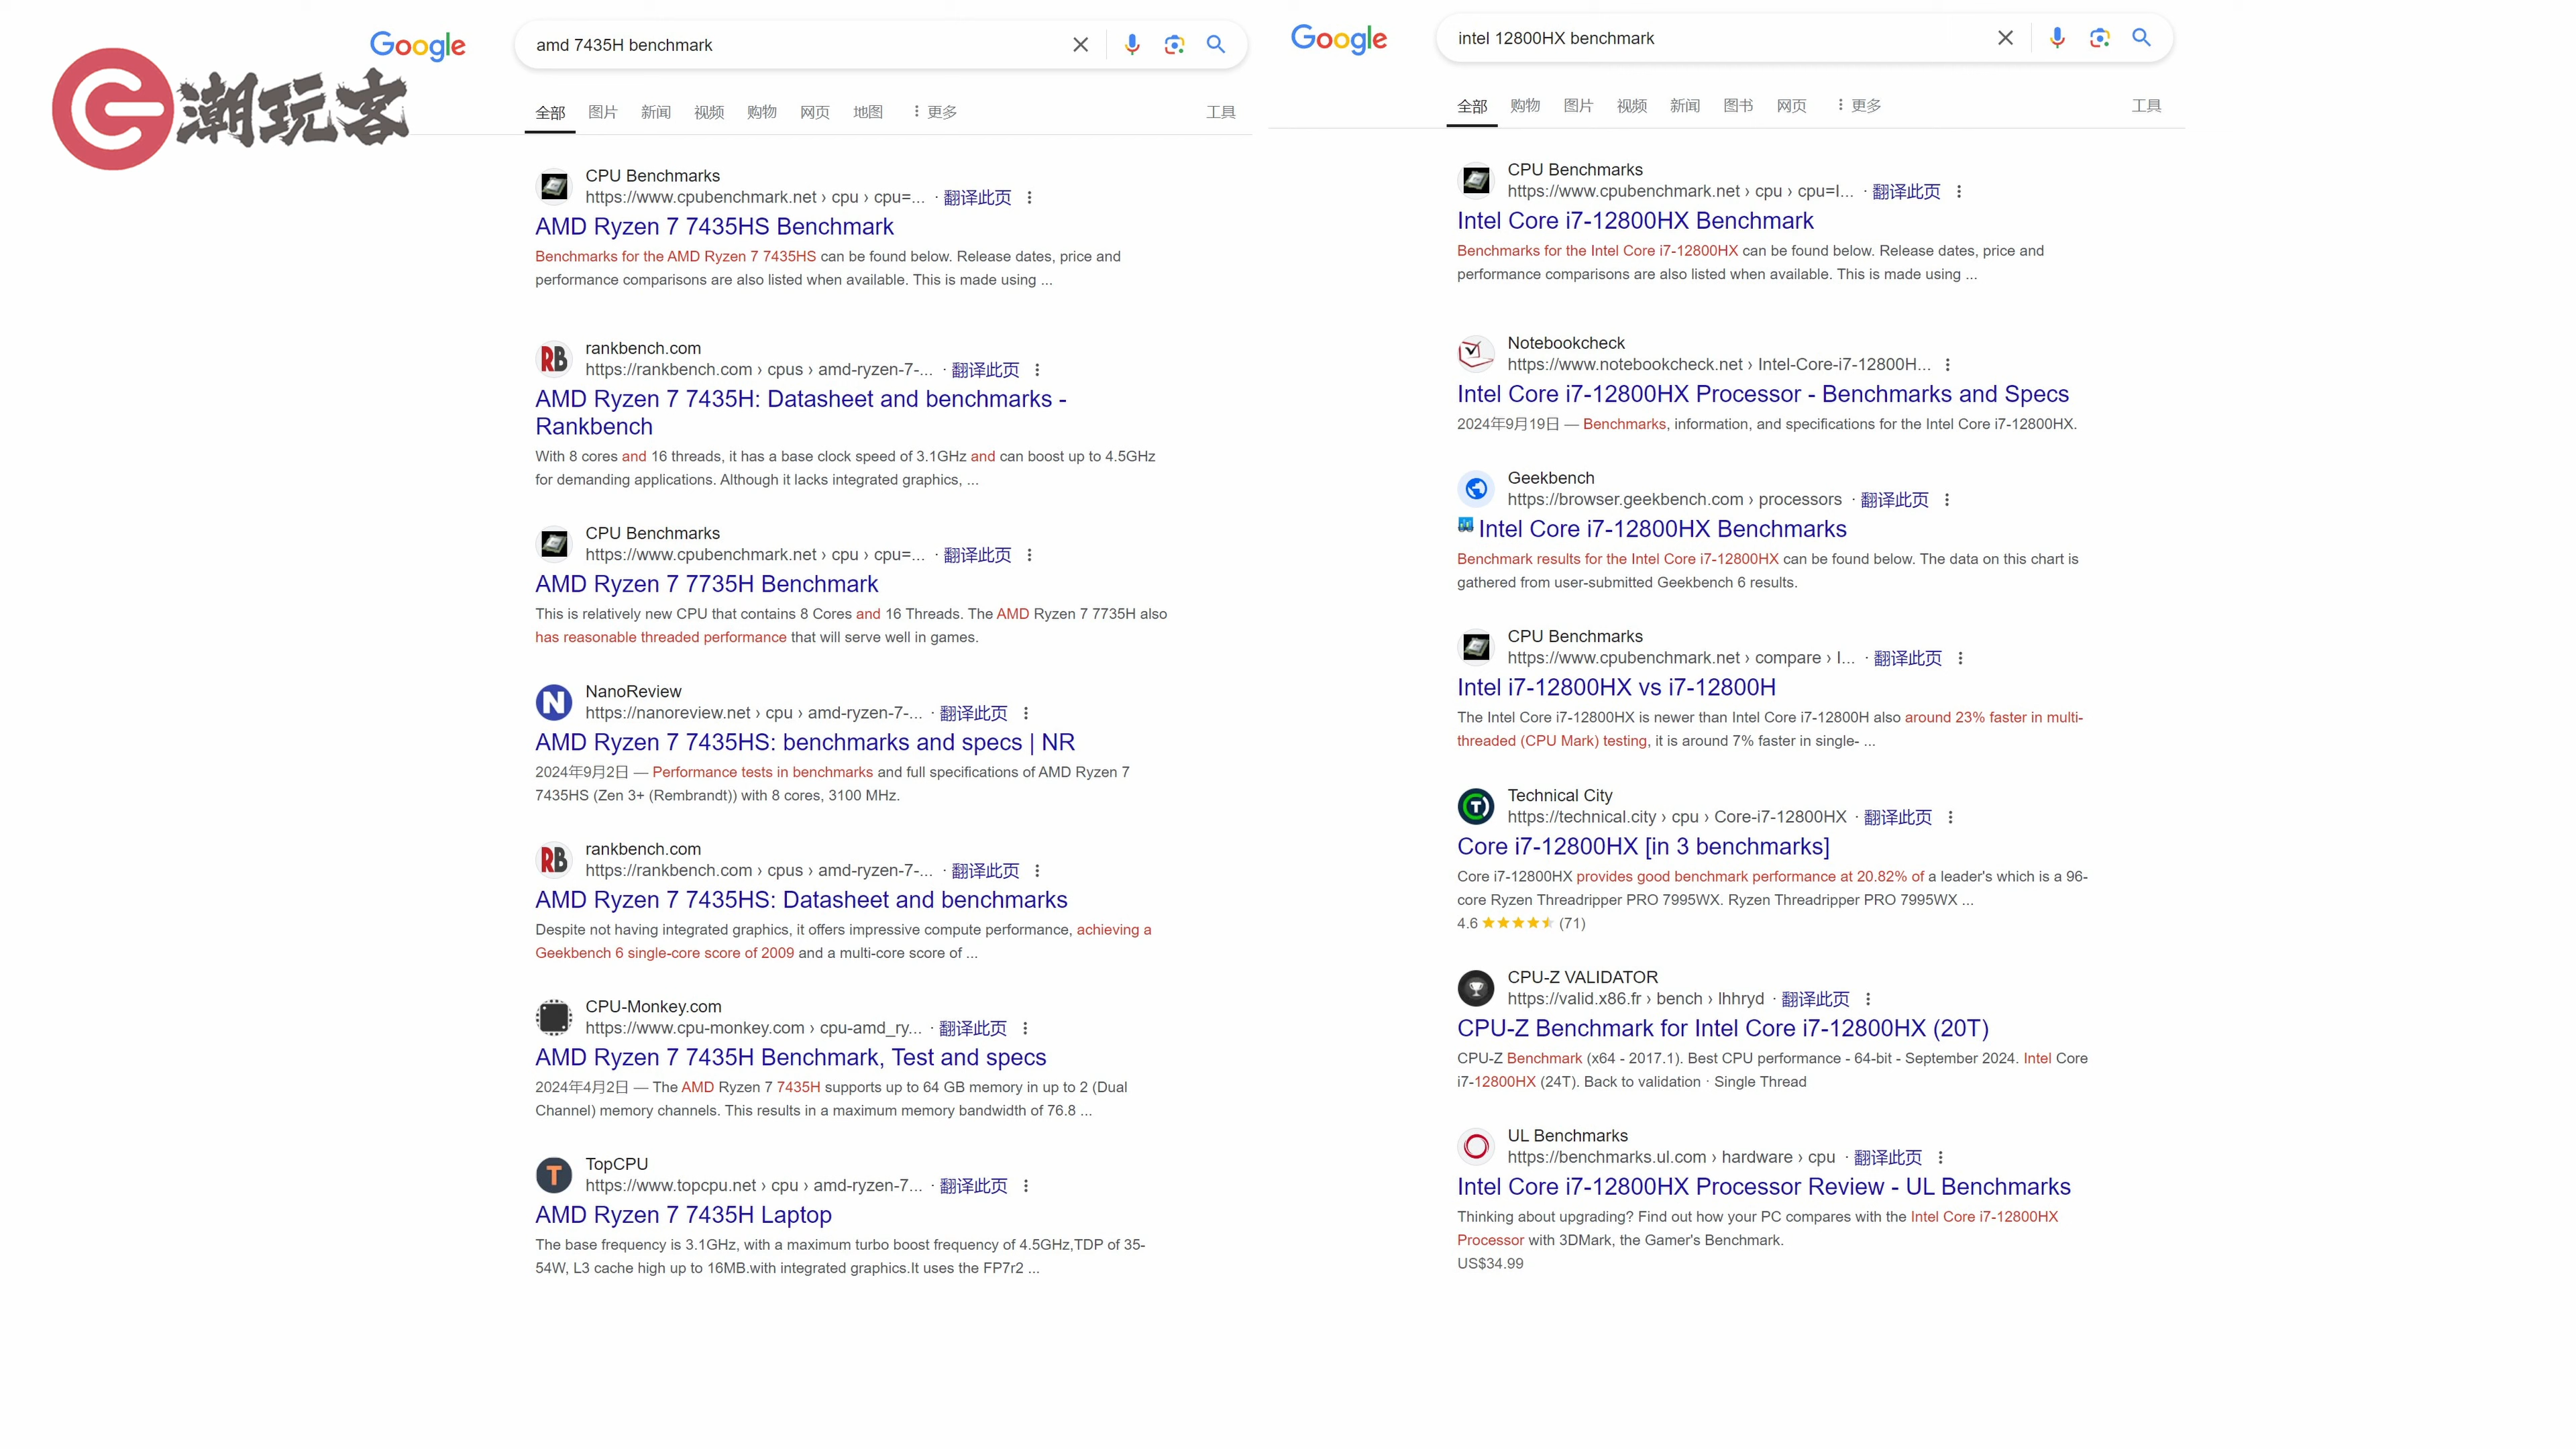 潮玩客
Google
amd 7435H benchmark
全部 图片 新闻 视频 购物 网页 地图 更多 工具
CPU Benchmarks
https://www.cpubenchmark.net › cpu › cpu=... · 翻译此页
AMD Ryzen 7 7435HS Benchmark
Benchmarks for the AMD Ryzen 7 7435HS can be found below. Release dates, price and
performance comparisons are also listed when available. This is made using ...
rankbench.com
https://rankbench.com › cpus › amd-ryzen-7-... · 翻译此页
AMD Ryzen 7 7435H: Datasheet and benchmarks -
Rankbench
With 8 cores and 16 threads, it has a base clock speed of 3.1GHz and can boost up to 4.5GHz
for demanding applications. Although it lacks integrated graphics, ...
CPU Benchmarks
https://www.cpubenchmark.net › cpu › cpu=... · 翻译此页
AMD Ryzen 7 7735H Benchmark
This is relatively new CPU that contains 8 Cores and 16 Threads. The AMD Ryzen 7 7735H also
has reasonable threaded performance that will serve well in games.
NanoReview
https://nanoreview.net › cpu › amd-ryzen-7-... · 翻译此页
AMD Ryzen 7 7435HS: benchmarks and specs | NR
2024年9月2日 — Performance tests in benchmarks and full specifications of AMD Ryzen 7
7435HS (Zen 3+ (Rembrandt)) with 8 cores, 3100 MHz.
rankbench.com
https://rankbench.com › cpus › amd-ryzen-7-... · 翻译此页
AMD Ryzen 7 7435HS: Datasheet and benchmarks
Despite not having integrated graphics, it offers impressive compute performance, achieving a
Geekbench 6 single-core score of 2009 and a multi-core score of ...
CPU-Monkey.com
https://www.cpu-monkey.com › cpu-amd_ry... · 翻译此页
AMD Ryzen 7 7435H Benchmark, Test and specs
2024年4月2日 — The AMD Ryzen 7 7435H supports up to 64 GB memory in up to 2 (Dual
Channel) memory channels. This results in a maximum memory bandwidth of 76.8 ...
TopCPU
https://www.topcpu.net › cpu › amd-ryzen-7... · 翻译此页
AMD Ryzen 7 7435H Laptop
The base frequency is 3.1GHz, with a maximum turbo boost frequency of 4.5GHz,TDP of 35-
54W, L3 cache high up to 16MB.with integrated graphics.It uses the FP7r2 ...
Google
intel 12800HX benchmark
全部 购物 图片 视频 新闻 图书 网页 更多 工具
CPU Benchmarks
https://www.cpubenchmark.net › cpu › cpu=I... · 翻译此页
Intel Core i7-12800HX Benchmark
Benchmarks for the Intel Core i7-12800HX can be found below. Release dates, price and
performance comparisons are also listed when available. This is made using ...
Notebookcheck
https://www.notebookcheck.net › Intel-Core-i7-12800H...
Intel Core i7-12800HX Processor - Benchmarks and Specs
2024年9月19日 — Benchmarks, information, and specifications for the Intel Core i7-12800HX.
Geekbench
https://browser.geekbench.com › processors · 翻译此页
Intel Core i7-12800HX Benchmarks
Benchmark results for the Intel Core i7-12800HX can be found below. The data on this chart is
gathered from user-submitted Geekbench 6 results.
CPU Benchmarks
https://www.cpubenchmark.net › compare › I... · 翻译此页
Intel i7-12800HX vs i7-12800H
The Intel Core i7-12800HX is newer than Intel Core i7-12800H also around 23% faster in multi-
threaded (CPU Mark) testing, it is around 7% faster in single- ...
Technical City
https://technical.city › cpu › Core-i7-12800HX · 翻译此页
Core i7-12800HX [in 3 benchmarks]
Core i7-12800HX provides good benchmark performance at 20.82% of a leader's which is a 96-
core Ryzen Threadripper PRO 7995WX. Ryzen Threadripper PRO 7995WX ...
4.6 ★★★★★ (71)
CPU-Z VALIDATOR
https://valid.x86.fr › bench › lhhryd · 翻译此页
CPU-Z Benchmark for Intel Core i7-12800HX (20T)
CPU-Z Benchmark (x64 - 2017.1). Best CPU performance - 64-bit - September 2024. Intel Core
i7-12800HX (24T). Back to validation · Single Thread
UL Benchmarks
https://benchmarks.ul.com › hardware › cpu · 翻译此页
Intel Core i7-12800HX Processor Review - UL Benchmarks
Thinking about upgrading? Find out how your PC compares with the Intel Core i7-12800HX
Processor with 3DMark, the Gamer's Benchmark.
US$34.99